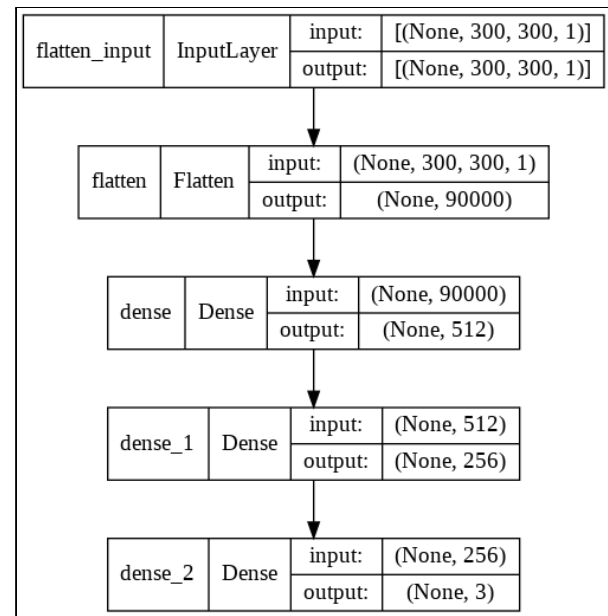 flatten_input InputLayer input: [(None, 300, 300, 1)]
output: [(None, 300, 300, 1)]
flatten Flatten input: (None, 300, 300, 1)
output: (None, 90000)
dense Dense input: (None, 90000)
output: (None, 512)
dense_1 Dense input: (None, 512)
output: (None, 256)
dense_2 Dense input: (None, 256)
output: (None, 3)